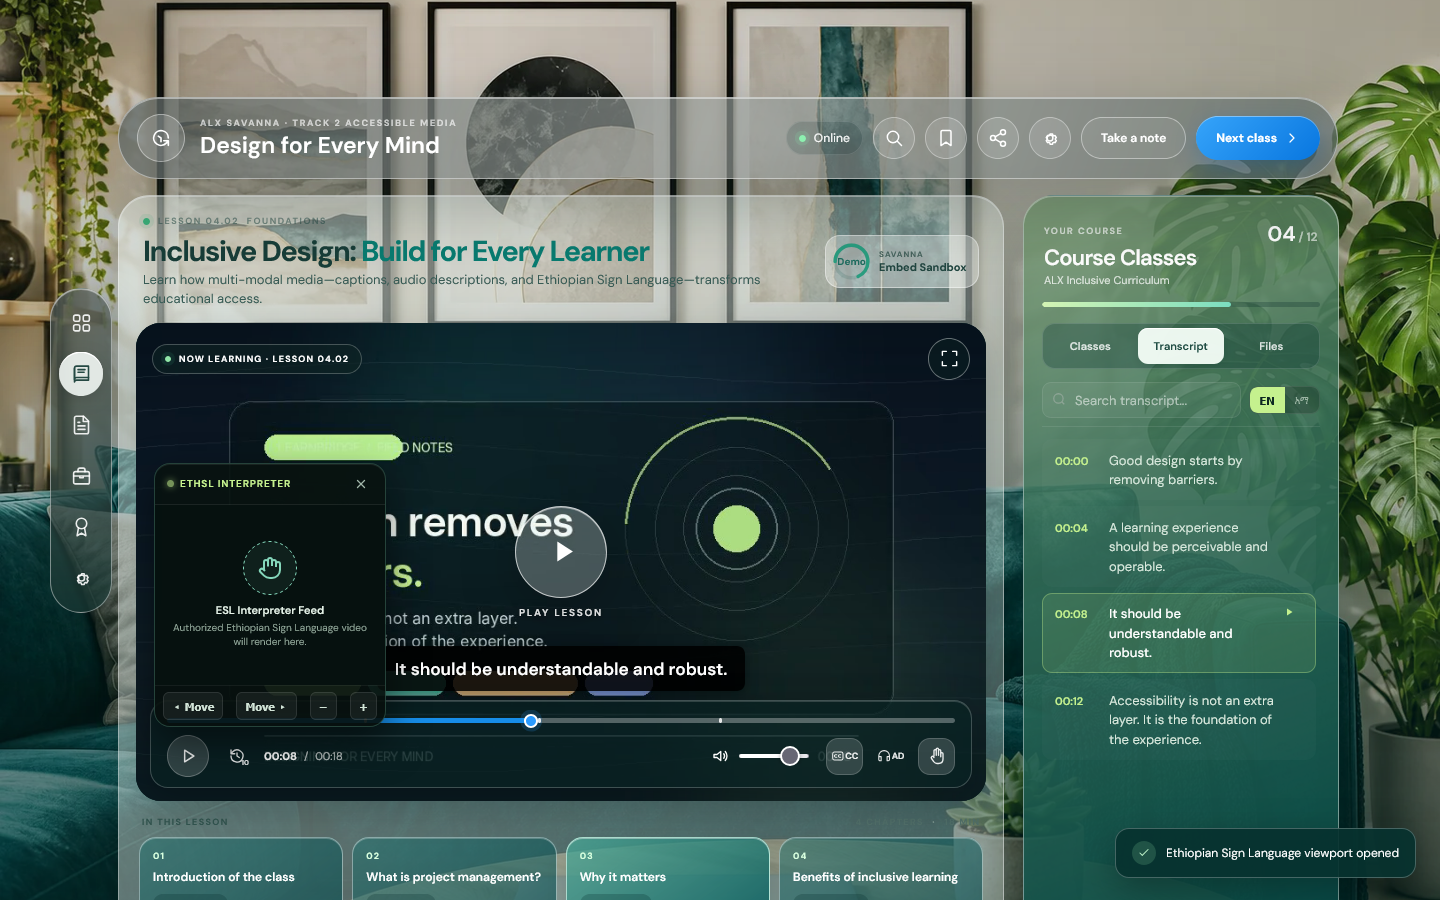 ALX SAVANNA · TRACK 2 ACCESSIBLE MEDIA
Design for Every Mind
Online
Take a note
Next class
LESSON 04.02 FOUNDATIONS
Inclusive Design: Build for Every Learner
Learn how multi-modal media—captions, audio descriptions, and Ethiopian Sign Language—transforms
educational access.
Demo
SAVANNA
Embed Sandbox
NOW LEARNING · LESSON 04.02
D NOTES
ETHSL INTERPRETER
ESL Interpreter Feed
Authorized Ethiopian Sign Language video
will render here.
Move
Move
−
+
n removes
rs.
not an extra layer.
ion of the experience.
PLAY LESSON
It should be understandable and robust.
10
00:08 / 00:18
OR EVERY MIND
CC CC
AD
IN THIS LESSON
01
Introduction of the class
02
What is project management?
03
Why it matters
04
Benefits of inclusive learning
YOUR COURSE
04 / 12
Course Classes
ALX Inclusive Curriculum
Classes
Transcript
Files
Search transcript...
EN
አማ
00:00
Good design starts by
removing barriers.
00:04
A learning experience
should be perceivable and
operable.
00:08
It should be
understandable and
robust.
00:12
Accessibility is not an extra
layer. It is the foundation of
the experience.
Ethiopian Sign Language viewport opened